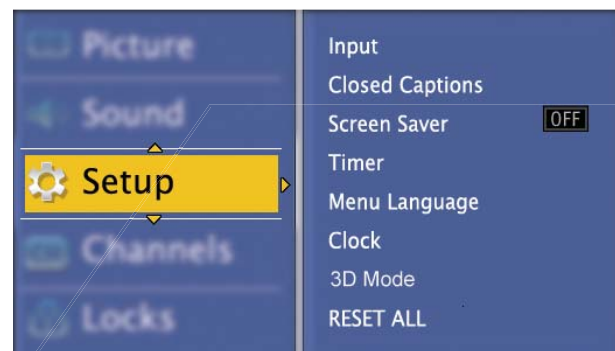 Picture
Sound
Setup
Channels
Locks
Input
Closed Captions
Screen Saver OFF
Timer
Menu Language
Clock
3D Mode
RESET ALL